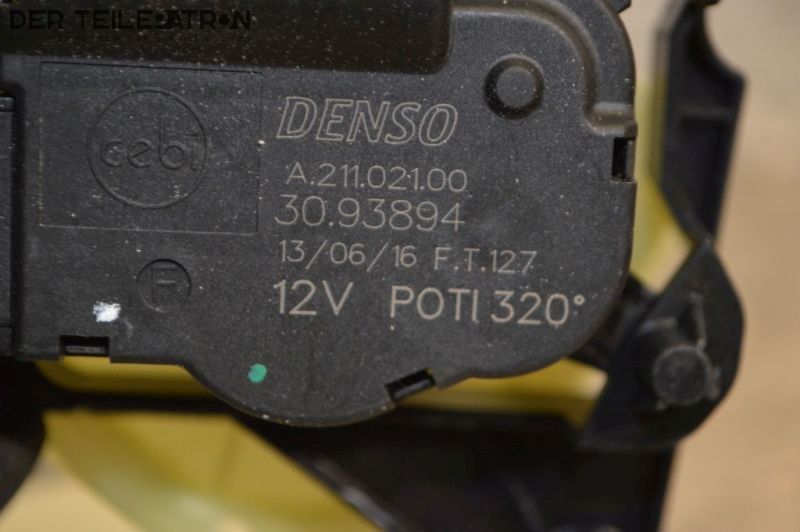 DER TEILEPATRON
cebi
DENSO
A.211.021.00
30.93894
13/06/16 F.T.127
F
12V POTI 320°